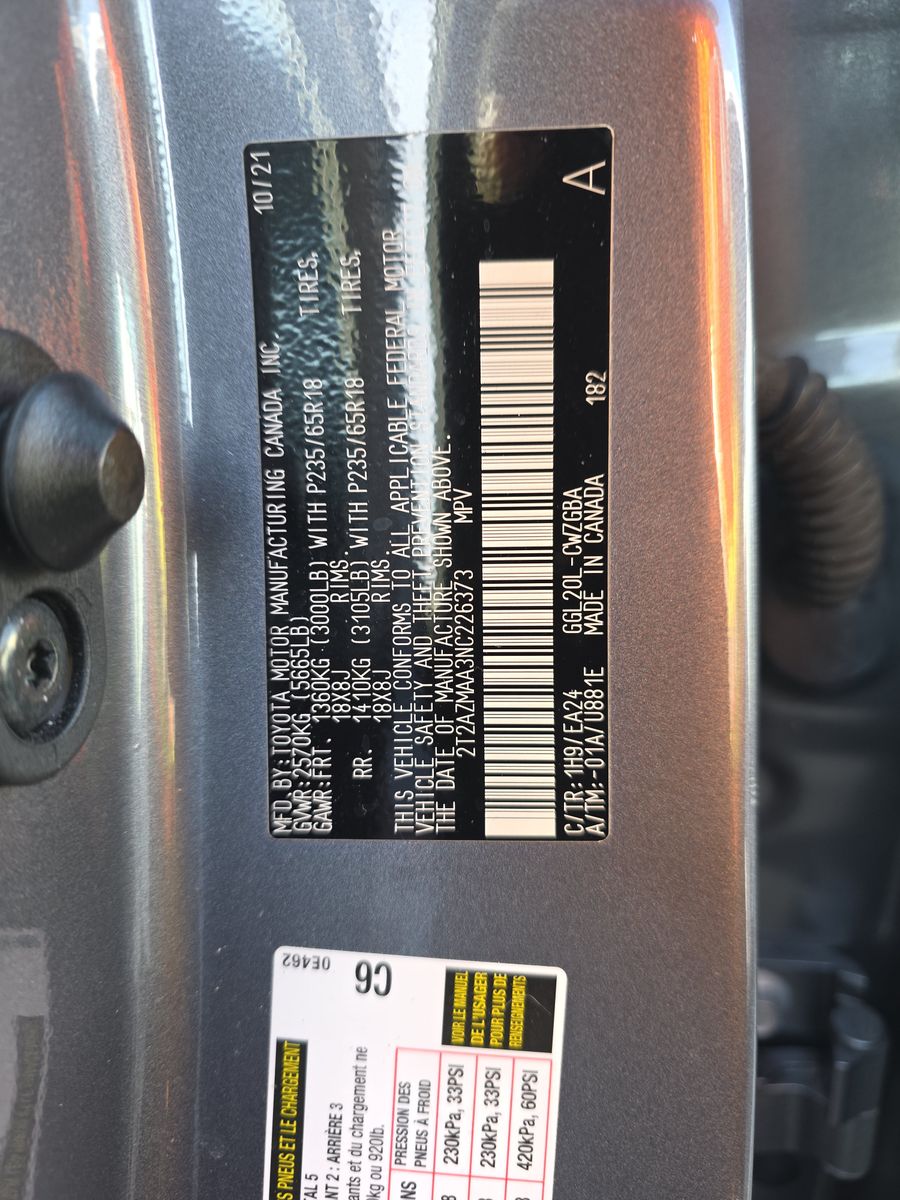 MFD. BY: TOYOTA MOTOR MANUFACTURING CANADA INC. 10/21
GVWR: 2570KG (5665LB)
GAWR: FRT. 1360KG (3000LB) WITH P235/65R18 TIRES,
18X8J RIMS.
RR. 1410KG (3105LB) WITH P235/65R18 TIRES,
18X8J RIMS.
THIS VEHICLE CONFORMS TO ALL APPLICABLE FEDERAL MOTOR
VEHICLE SAFETY AND THEFT PREVENTION STANDARDS
THE DATE OF MANUFACTURE SHOWN ABOVE.
2T2AZMAA3NC226373 MPV
C/TR: 1H9/EA24 GGL20L-CWZGBA
A/TM: -01A/U881E MADE IN CANADA 182 A
0E462
G6
S PNEUS ET LE CHARGEMENT
TAL 5
NT 2 : ARRIÈRE 3
ants et du chargement ne
kg ou 920lb.
NS PRESSION DES
PNEUS À FROID
230kPa, 33PSI
230kPa, 33PSI
420kPa, 60PSI
VOIR LE MANUEL
DE L'USAGER
POUR PLUS DE
RENSEIGNEMENTS